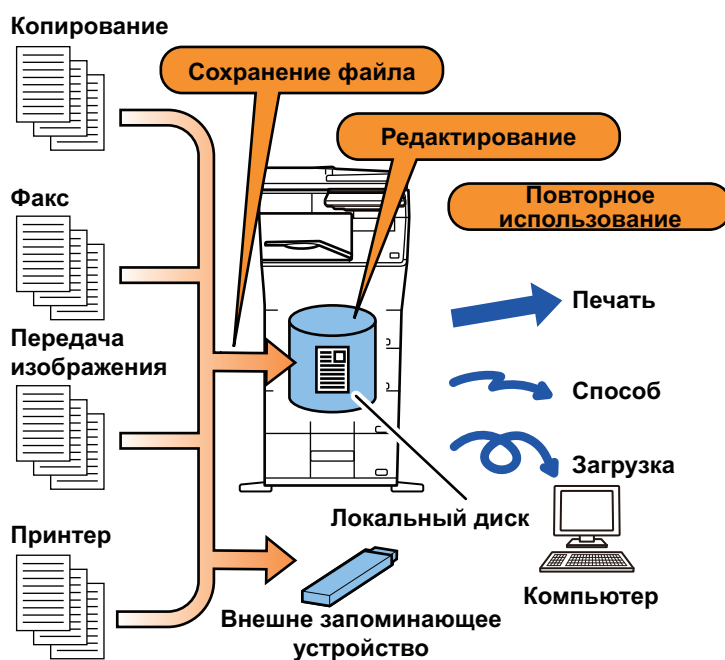 Копирование
Сохранение файла
Редактирование
Факс
Повторное
использование
Печать
Передача
изображения
Способ
Загрузка
Локальный диск
Принтер
Компьютер
Внешне запоминающее
устройство